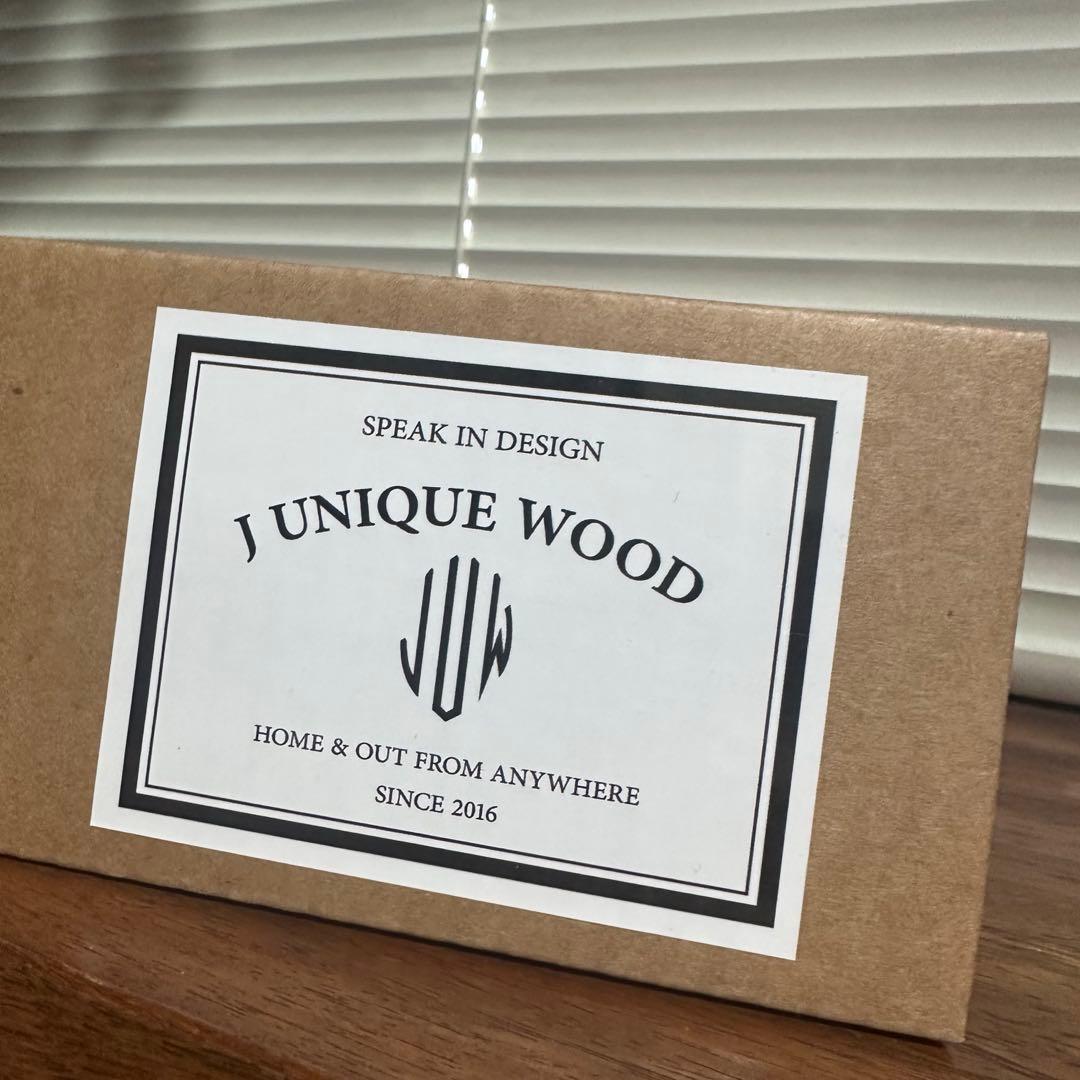 SPEAK IN DESIGN
J UNIQUE WOOD
JUW
HOME & OUT FROM ANYWHERE
SINCE 2016